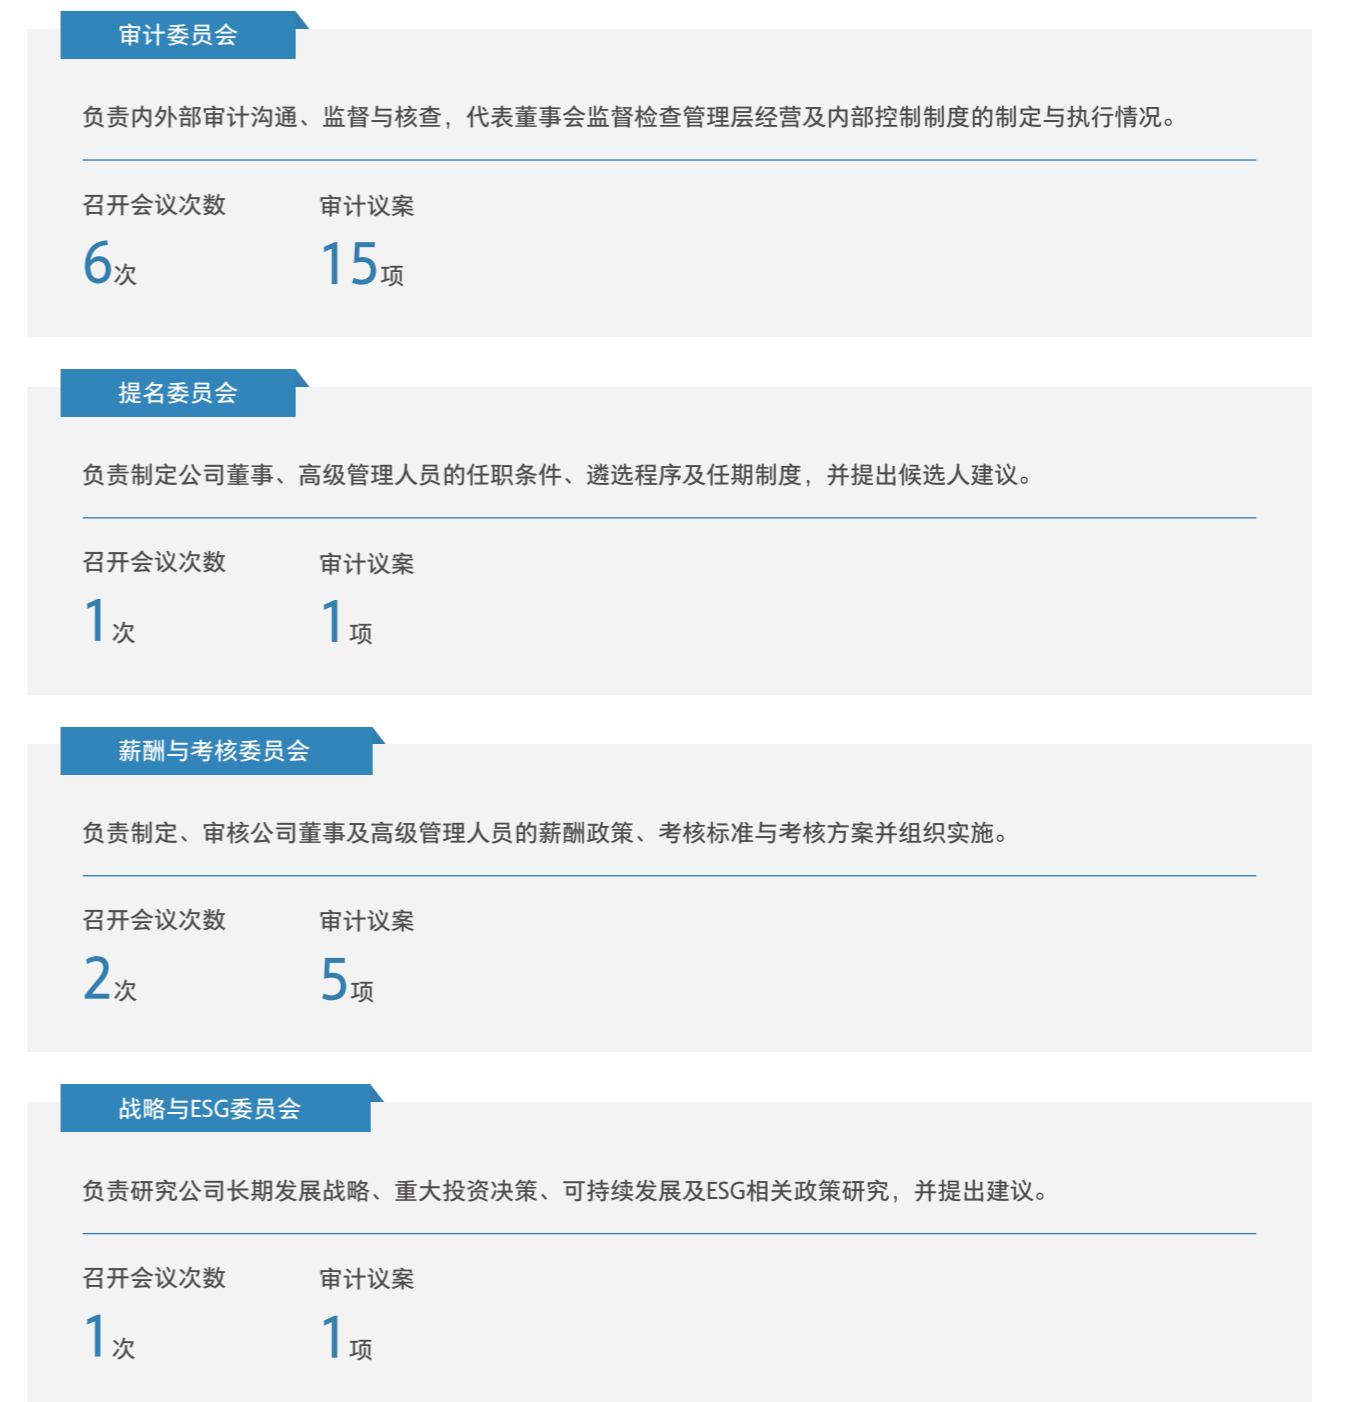 审计委员会
负责内外部审计沟通、监督与核查，代表董事会监督检查管理层经营及内部控制制度的制定与执行情况。
召开会议次数 审计议案
6次 15项
提名委员会
负责制定公司董事、高级管理人员的任职条件、遴选程序及任期制度，并提出候选人建议。
召开会议次数 审计议案
1次 1项
薪酬与考核委员会
负责制定、审核公司董事及高级管理人员的薪酬政策、考核标准与考核方案并组织实施。
召开会议次数 审计议案
2次 5项
战略与ESG委员会
负责研究公司长期发展战略、重大投资决策、可持续发展及ESG相关政策研究，并提出建议。
召开会议次数 审计议案
1次 1项